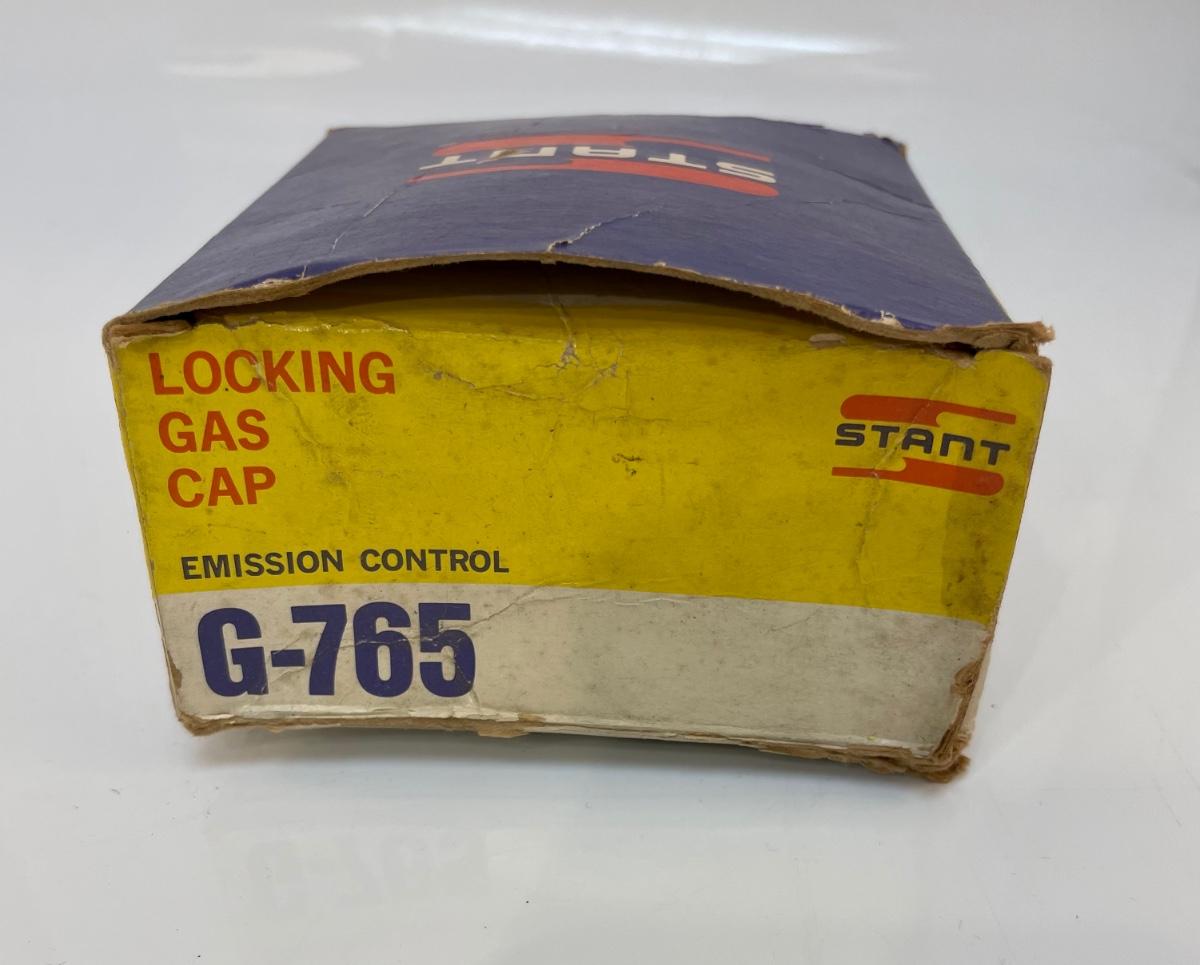 STANT
LOCKING
GAS
CAP
STANT
EMISSION CONTROL
G-765